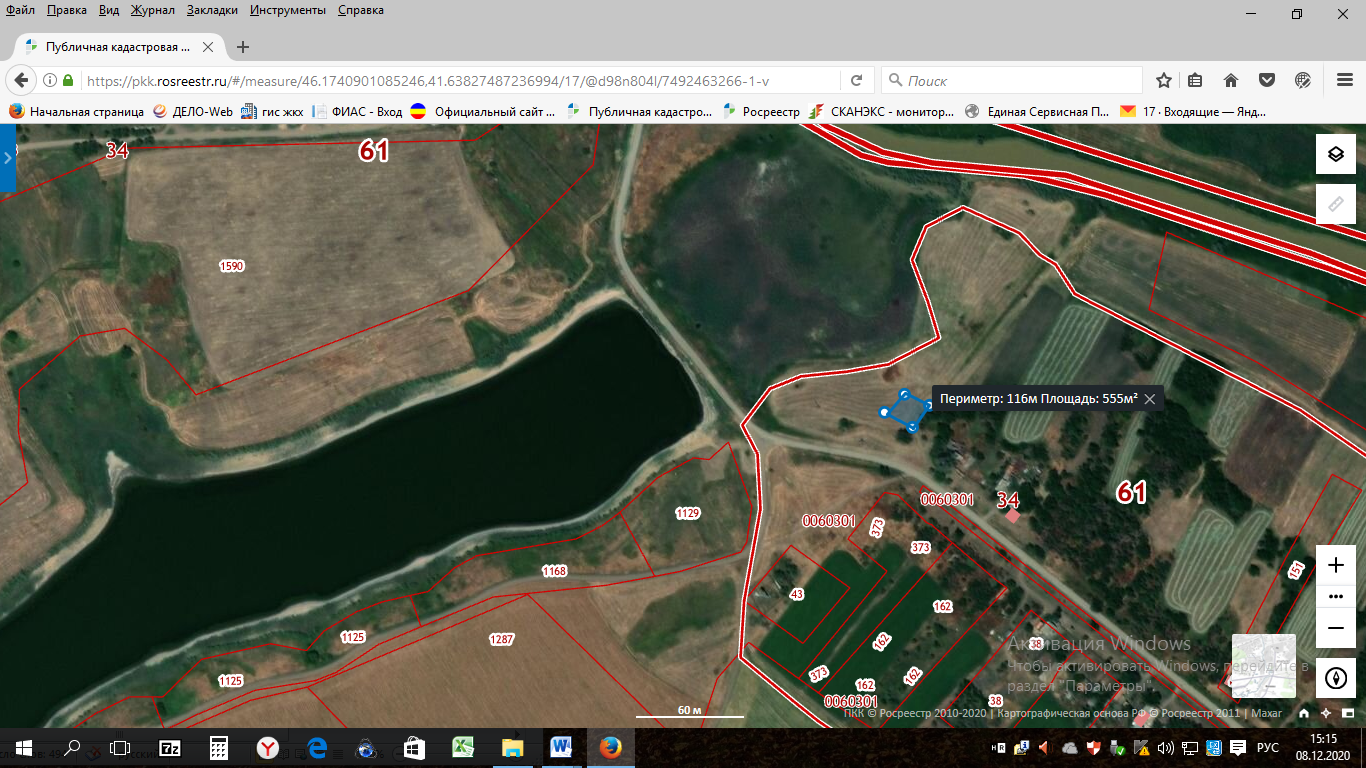 Файл Правка Вид Журнал Закладки Инструменты Справка
Публичная кадастровая ...
https://pkk.rosreestr.ru/#/measure/46.1740901085246,41.63827487236994/17/@d98n804l/7492463266-1-v
Поиск
Начальная страница ДЕЛО-Web гис жкх ФИАС - Вход Официальный сайт ... Публичная кадастро... Росреестр СКАНЭКС - монитор... Единая Сервисная П... 17 · Входящие — Янд...
34
61
1590
Периметр: 116м Площадь: 555м²
61
34
0060301
1129
0060301
373
373
1168
151
43
162
1125
162
38
1287
373
162
1125
162
38
0060301
Активация Windows
Чтобы активировать Windows, перейдите в
раздел "Параметры".
60 м
ПКК © Росреестр 2010-2020 | Картографическая основа РФ © Росреестр 2011 | Maxar
РУС
15:15
08.12.2020